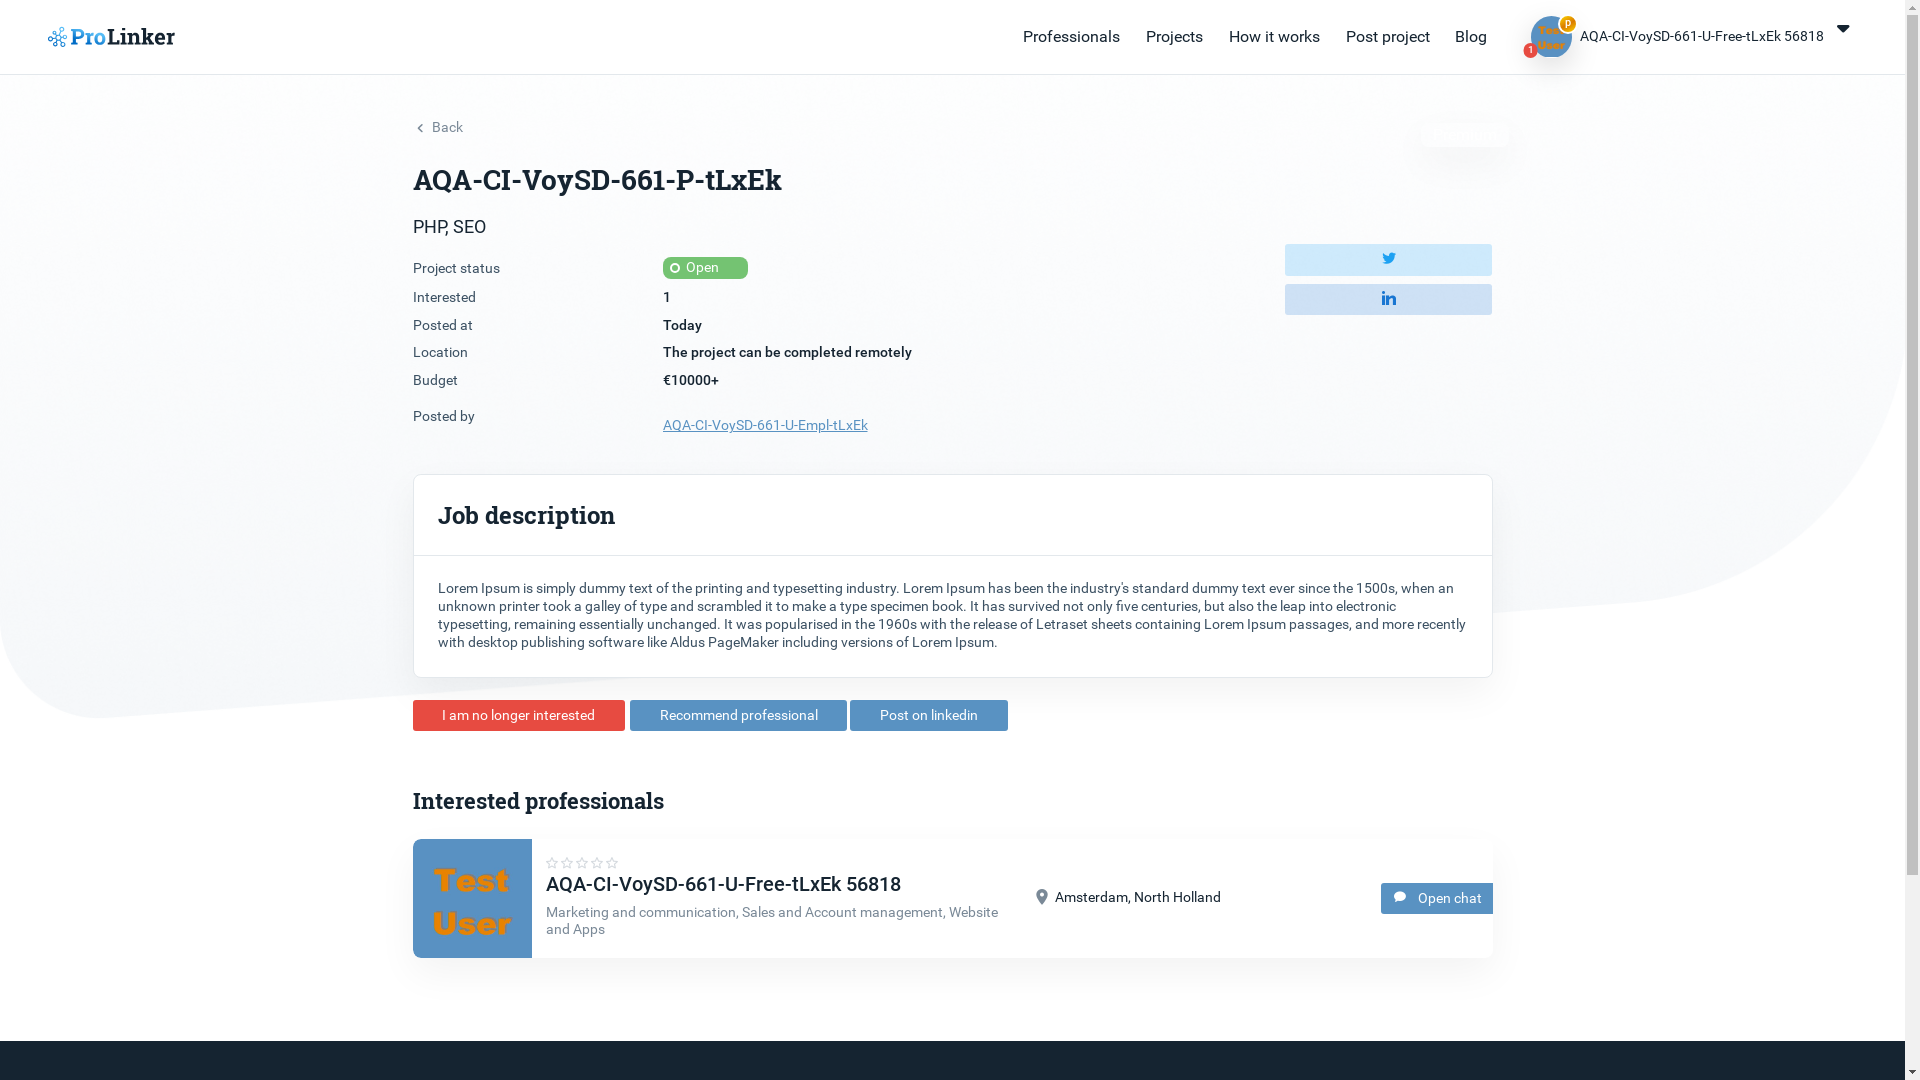 ProLinker
Professionals
Projects
How it works
Post project
Blog
p
Test
User
1
AQA-CI-VoySD-661-U-Free-tLxEk 56818
Back
AQA-CI-VoySD-661-P-tLxEk
PHP, SEO
Project status
Open
Interested
1
Posted at
Today
Location
The project can be completed remotely
Budget
€10000+
Posted by
AQA-CI-VoySD-661-U-Empl-tLxEk
in
Job description
Lorem Ipsum is simply dummy text of the printing and typesetting industry. Lorem Ipsum has been the industry's standard dummy text ever since the 1500s, when an
unknown printer took a galley of type and scrambled it to make a type specimen book. It has survived not only five centuries, but also the leap into electronic
typesetting, remaining essentially unchanged. It was popularised in the 1960s with the release of Letraset sheets containing Lorem Ipsum passages, and more recently
with desktop publishing software like Aldus PageMaker including versions of Lorem Ipsum.
I am no longer interested
Recommend professional
Post on linkedin
Interested professionals
Test
User
AQA-CI-VoySD-661-U-Free-tLxEk 56818
Marketing and communication, Sales and Account management, Website
and Apps
Amsterdam, North Holland
Open chat